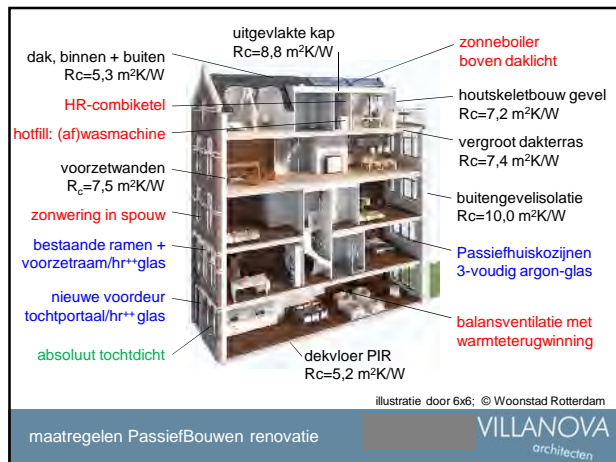 uitgevlakte kap
Rc=8,8 m²K/W
dak, binnen + buiten
Rc=5,3 m²K/W
zonneboiler
boven daklicht
HR-combiketel
houtskeletbouw gevel
Rc=7,2 m²K/W
hotfill: (af)wasmachine
vergroot dakterras
Rc=7,4 m²K/W
voorzetwanden
Rc=7,5 m²K/W
buitengevelisolatie
Rc=10,0 m²K/W
zonwering in spouw
bestaande ramen +
voorzetraam/hr⁺⁺glas
Passiefhuiskozijnen
3-voudig argon-glas
nieuwe voordeur
tochtportaal/hr⁺⁺glas
balansventilatie met
warmteterugwinning
absoluut tochtdicht
dekvloer PIR
Rc=5,2 m²K/W
illustratie door 6x6; © Woonstad Rotterdam
maatregelen PassiefBouwen renovatie
VILLANOVA
architecten